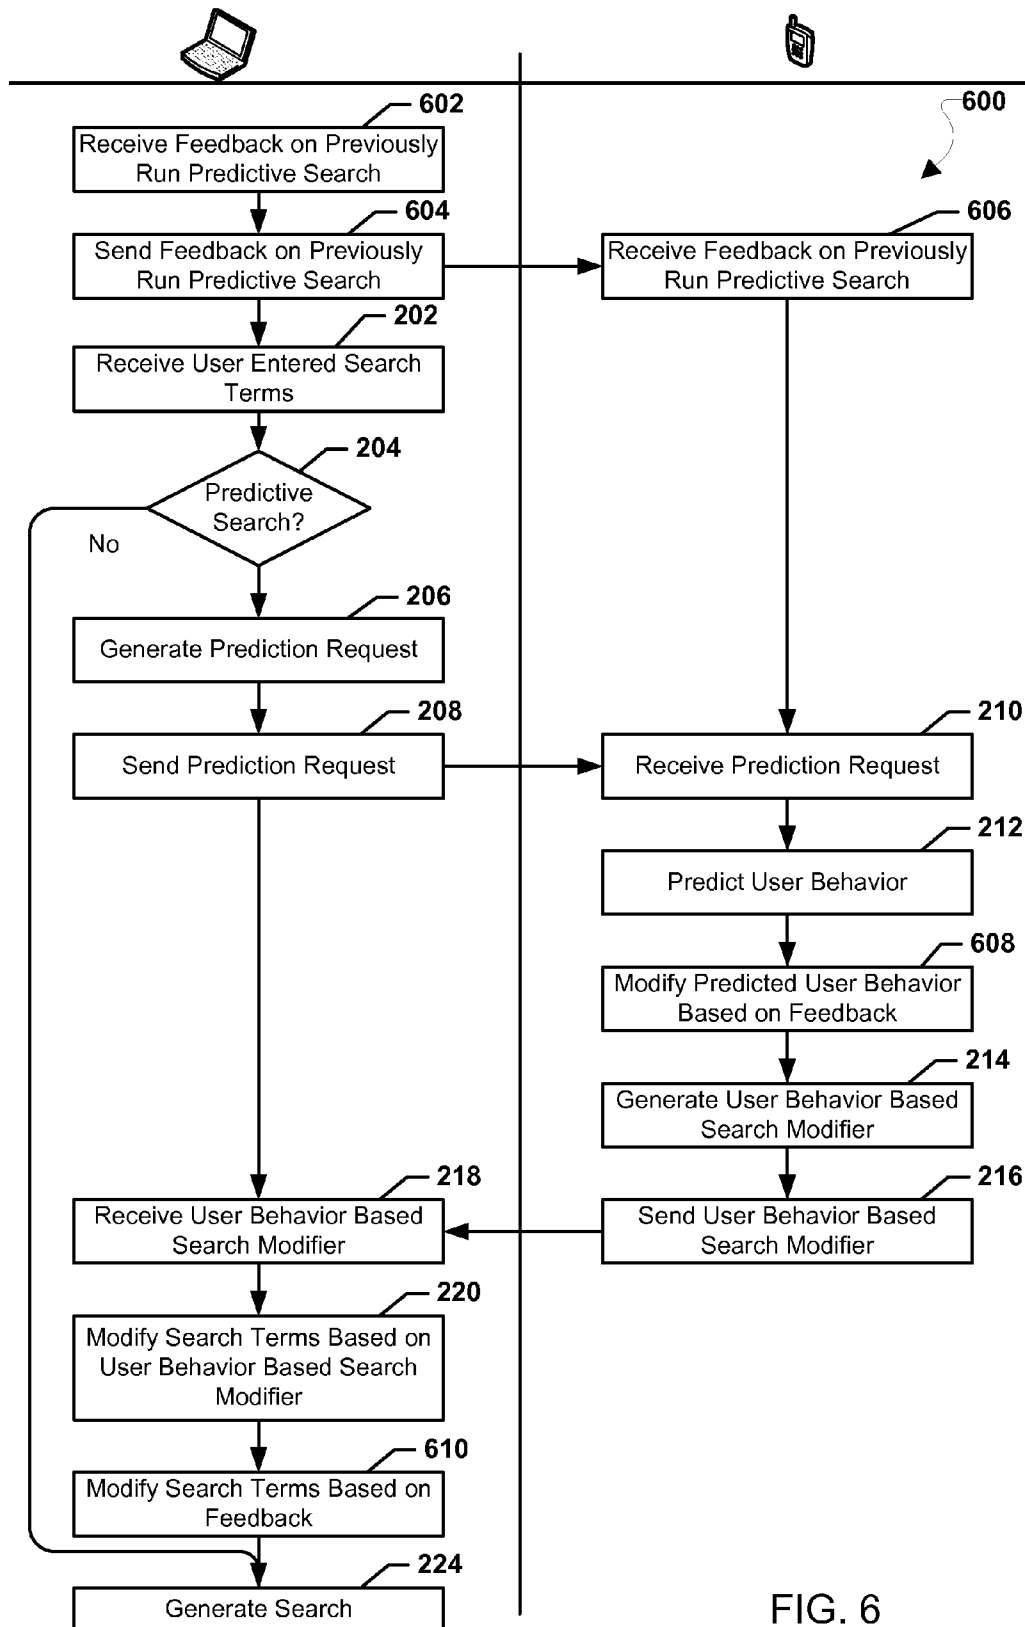 600
602
Receive Feedback on Previously
Run Predictive Search
604
Send Feedback on Previously
Run Predictive Search
606
Receive Feedback on Previously
Run Predictive Search
202
Receive User Entered Search
Terms
204
Predictive
Search?
No
206
Generate Prediction Request
208
Send Prediction Request
210
Receive Prediction Request
212
Predict User Behavior
608
Modify Predicted User Behavior
Based on Feedback
214
Generate User Behavior Based
Search Modifier
216
Send User Behavior Based
Search Modifier
218
Receive User Behavior Based
Search Modifier
220
Modify Search Terms Based on
User Behavior Based Search
Modifier
610
Modify Search Terms Based on
Feedback
224
Generate Search
FIG. 6